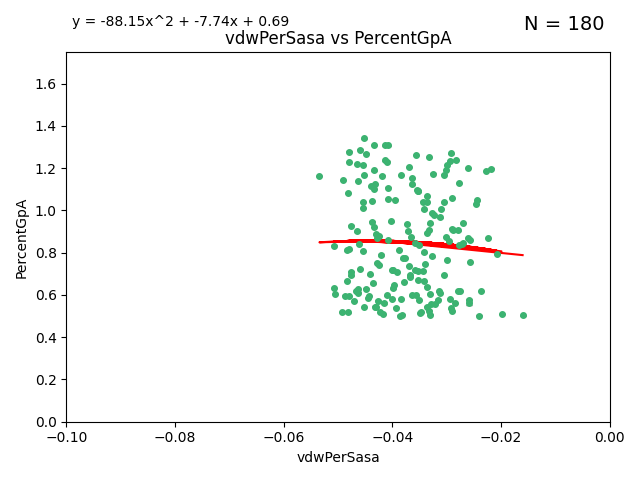 y = -88.15x^2 + -7.74x + 0.69
N = 180
vdwPerSasa vs PercentGpA
1.6
1.4
1.2
1.0
0.8
0.6
0.4
0.2
0.0
PercentGpA
−0.10 −0.08 −0.06 −0.04 −0.02 0.00
vdwPerSasa